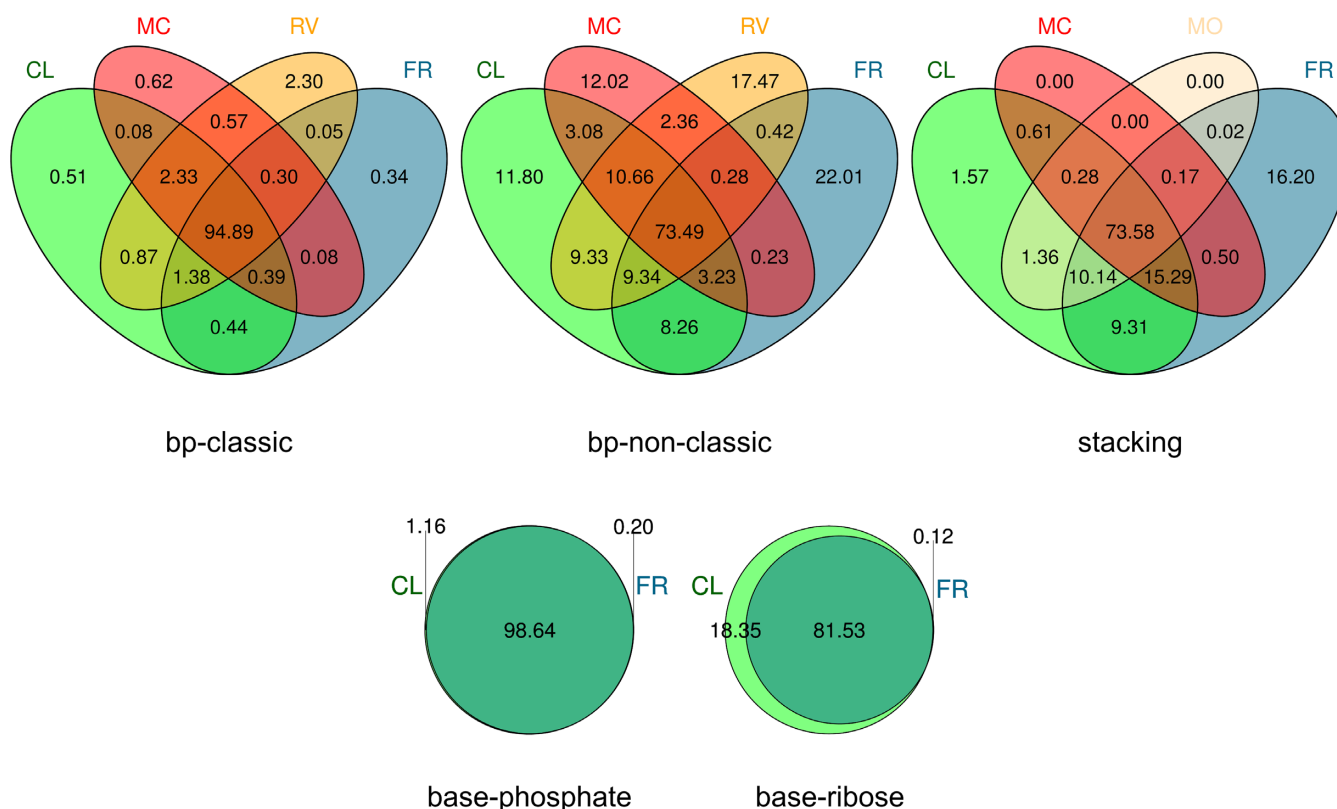 MC RV MC RV MC MO
CL FR CL FR CL FR
0.62 2.30 12.02 17.47 0.00 0.00
0.08 0.57 0.05 3.08 2.36 0.42 0.61 0.00 0.02
0.51 2.33 0.30 0.34 11.80 10.66 0.28 22.01 1.57 0.28 0.17 16.20
94.89 73.49 73.58
0.87 0.08 9.33 0.23 1.36 0.50
1.38 0.39 9.34 3.23 10.14 15.29
0.44 8.26 9.31
bp-classic bp-non-classic stacking
1.16 0.20 0.12
CL FR CL FR
98.64 18.35 81.53
base-phosphate base-ribose